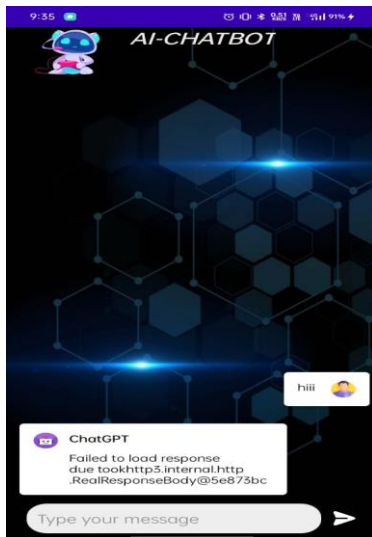 9:35
91%
AI-CHATBOT
hiii
ChatGPT
Failed to load response
due tookhttp3.internal.http
.RealResponseBody@5e873bc
Type your message